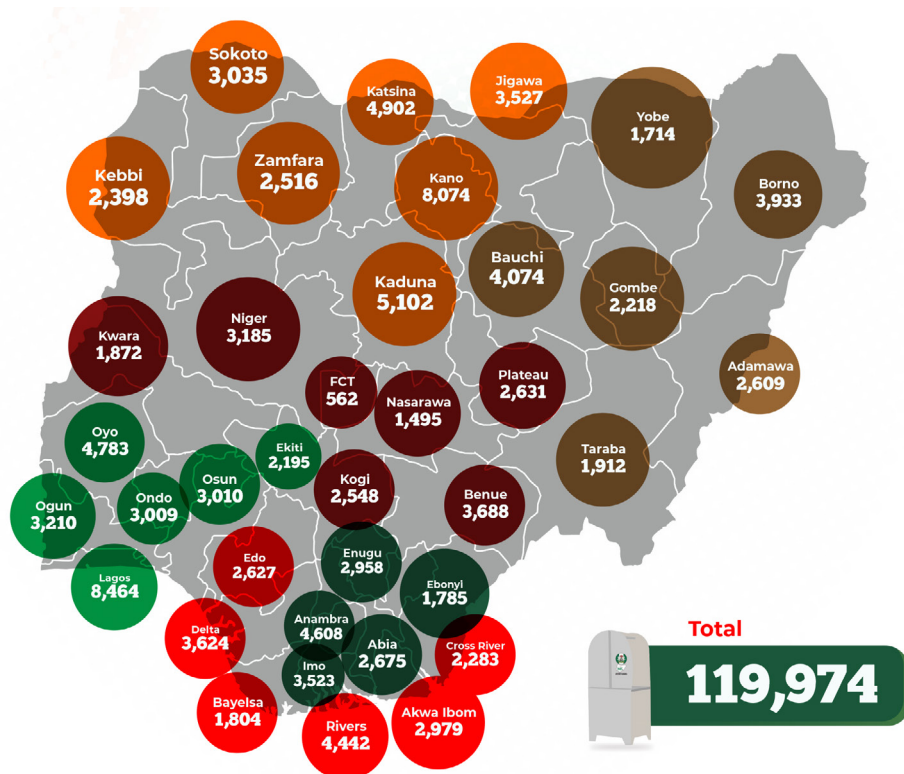 Sokoto
3,035
Katsina
4,902
Jigawa
3,527
Yobe
1,714
Kebbi
2,398
Zamfara
2,516
Kano
8,074
Borno
3,933
Bauchi
4,074
Kaduna
5,102
Gombe
2,218
Niger
3,185
Kwara
1,872
FCT
562
Nasarawa
1,495
Plateau
2,631
Adamawa
2,609
Oyo
4,783
Ekiti
2,195
Taraba
1,912
Ogun
3,210
Ondo
3,009
Osun
3,010
Kogi
2,548
Benue
3,688
Lagos
8,464
Edo
2,627
Enugu
2,958
Ebonyi
1,785
Delta
3,624
Anambra
4,608
Abia
2,675
Cross River
2,283
Imo
3,523
Bayelsa
1,804
Rivers
4,442
Akwa Ibom
2,979
Total
119,974